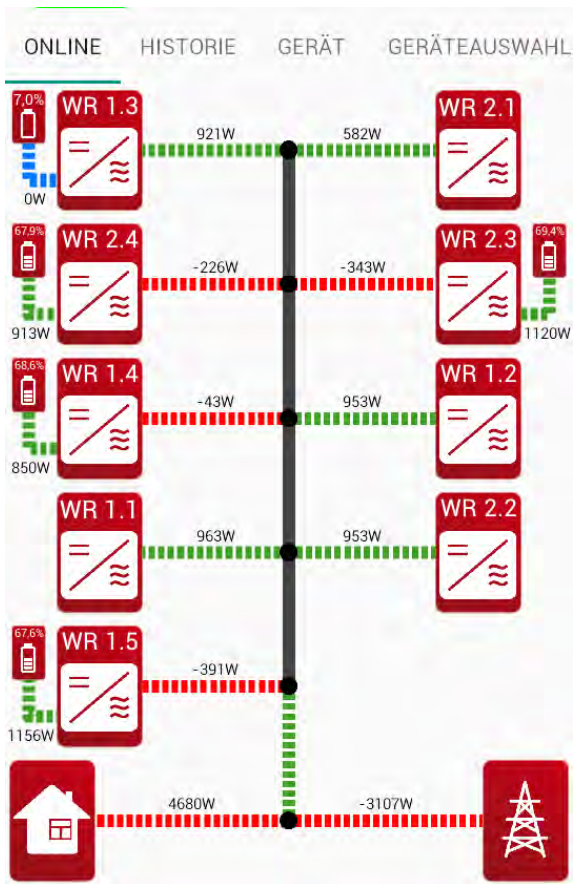 ONLINE HISTORIE GERÄT GERÄTEAUSWAHL
7,0% WR 1.3 921W 582W WR 2.1
0W
67,9% WR 2.4 -226W -343W WR 2.3 69,4%
913W 1120W
68,6% WR 1.4 -43W 953W WR 1.2
850W
WR 1.1 963W 953W WR 2.2
67,6% WR 1.5 -391W
1156W
4680W -3107W